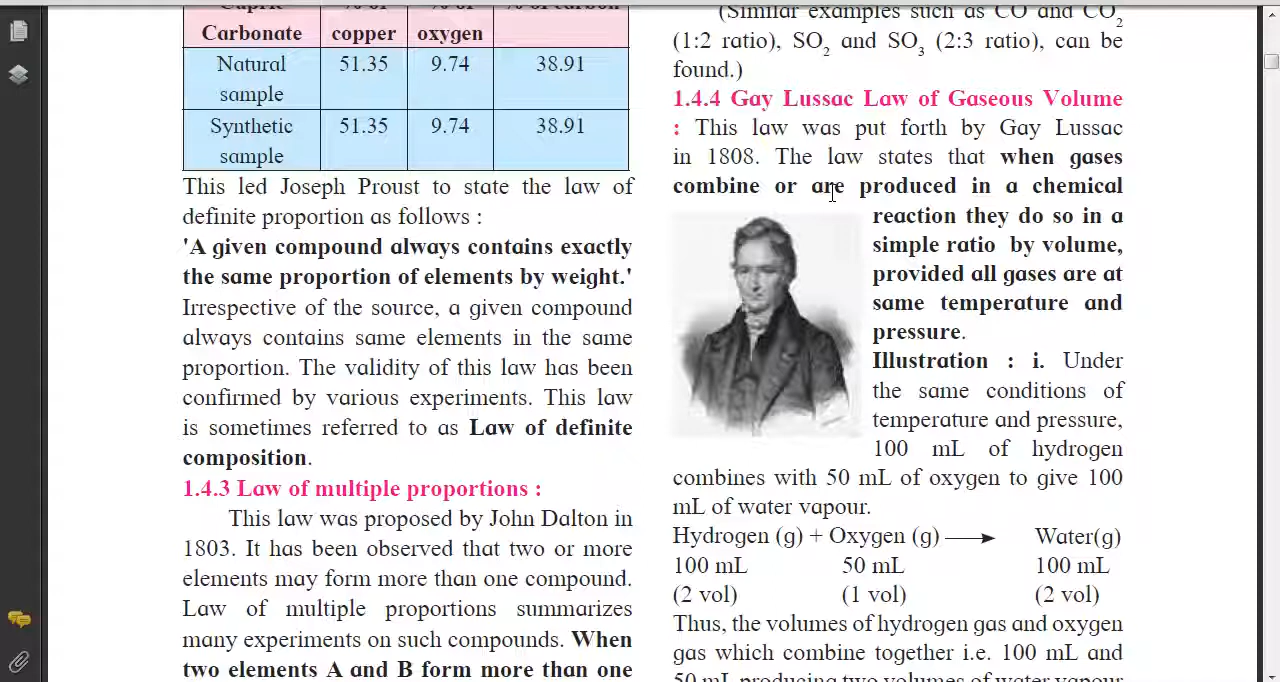 Carbonate copper oxygen
Natural sample 51.35 9.74 38.91
Synthetic sample 51.35 9.74 38.91
This led Joseph Proust to state the law of
definite proportion as follows :
'A given compound always contains exactly
the same proportion of elements by weight.'
Irrespective of the source, a given compound
always contains same elements in the same
proportion. The validity of this law has been
confirmed by various experiments. This law
is sometimes referred to as Law of definite
composition.
1.4.3 Law of multiple proportions :
This law was proposed by John Dalton in
1803. It has been observed that two or more
elements may form more than one compound.
Law of multiple proportions summarizes
many experiments on such compounds. When
two elements A and B form more than one
(Similar examples such as CO and CO2
(1:2 ratio), SO2 and SO3 (2:3 ratio), can be
found.)
1.4.4 Gay Lussac Law of Gaseous Volume
: This law was put forth by Gay Lussac
in 1808. The law states that when gases
combine or are produced in a chemical
reaction they do so in a
simple ratio by volume,
provided all gases are at
same temperature and
pressure.
Illustration : i. Under
the same conditions of
temperature and pressure,
100 mL of hydrogen
combines with 50 mL of oxygen to give 100
mL of water vapour.
Hydrogen (g) + Oxygen (g) ⟶ Water(g)
100 mL 50 mL 100 mL
(2 vol) (1 vol) (2 vol)
Thus, the volumes of hydrogen gas and oxygen
gas which combine together i.e. 100 mL and
50 mL producing two volumes of water vapour